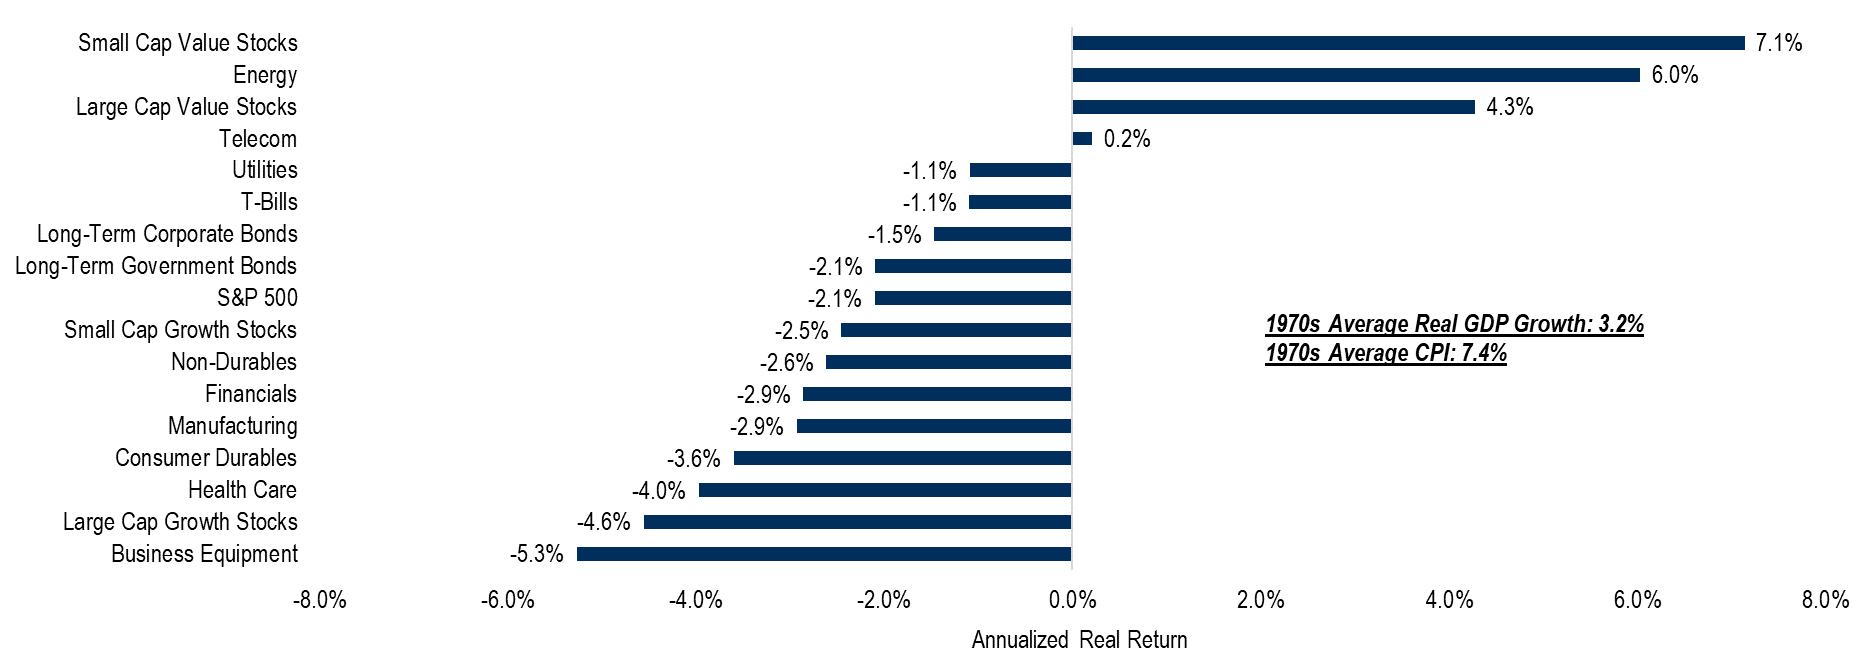 Small Cap Value Stocks 7.1%
Energy 6.0%
Large Cap Value Stocks 4.3%
Telecom 0.2%
Utilities -1.1%
T-Bills -1.1%
Long-Term Corporate Bonds -1.5%
Long-Term Government Bonds -2.1%
S&P 500 -2.1%
Small Cap Growth Stocks -2.5%
1970s Average Real GDP Growth: 3.2%
1970s Average CPI: 7.4%
Non-Durables -2.6%
Financials -2.9%
Manufacturing -2.9%
Consumer Durables -3.6%
Health Care -4.0%
Large Cap Growth Stocks -4.6%
Business Equipment -5.3%
-8.0% -6.0% -4.0% -2.0% 0.0% 2.0% 4.0% 6.0% 8.0%
Annualized Real Return